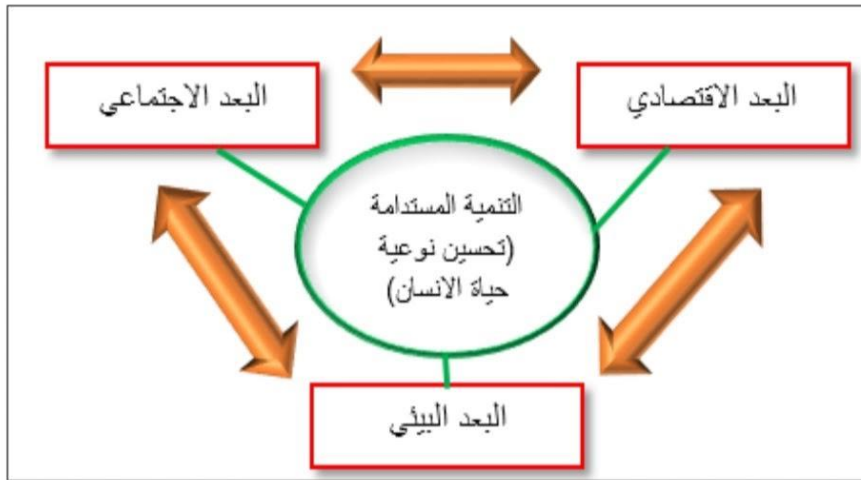 البعد الاقتصادي
البعد الاجتماعي
التنمية المستدامة
(تحسين نوعية
حياة الانسان)
البعد البيئي